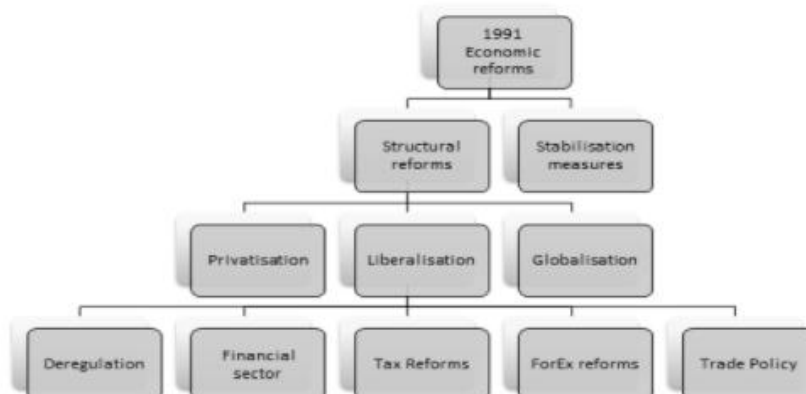 1991
Economic
reforms
Structural
reforms
Stabilisation
measures
Privatisation
Liberalisation
Globalisation
Deregulation
Financial
sector
Tax Reforms
ForEx reforms
Trade Policy